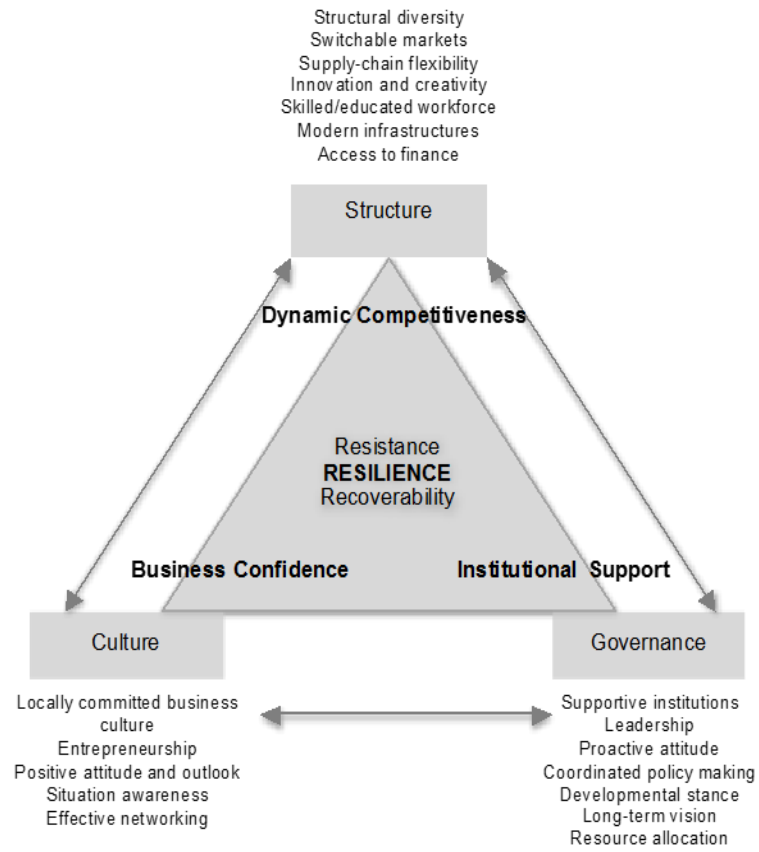 Structural diversity
Switchable markets
Supply-chain flexibility
Innovation and creativity
Skilled/educated workforce
Modern infrastructures
Access to finance
Structure
Dynamic Competitiveness
Resistance
RESILIENCE
Recoverability
Business Confidence
Institutional Support
Culture
Governance
Locally committed business
culture
Entrepreneurship
Positive attitude and outlook
Situation awareness
Effective networking
Supportive institutions
Leadership
Proactive attitude
Coordinated policy making
Developmental stance
Long-term vision
Resource allocation